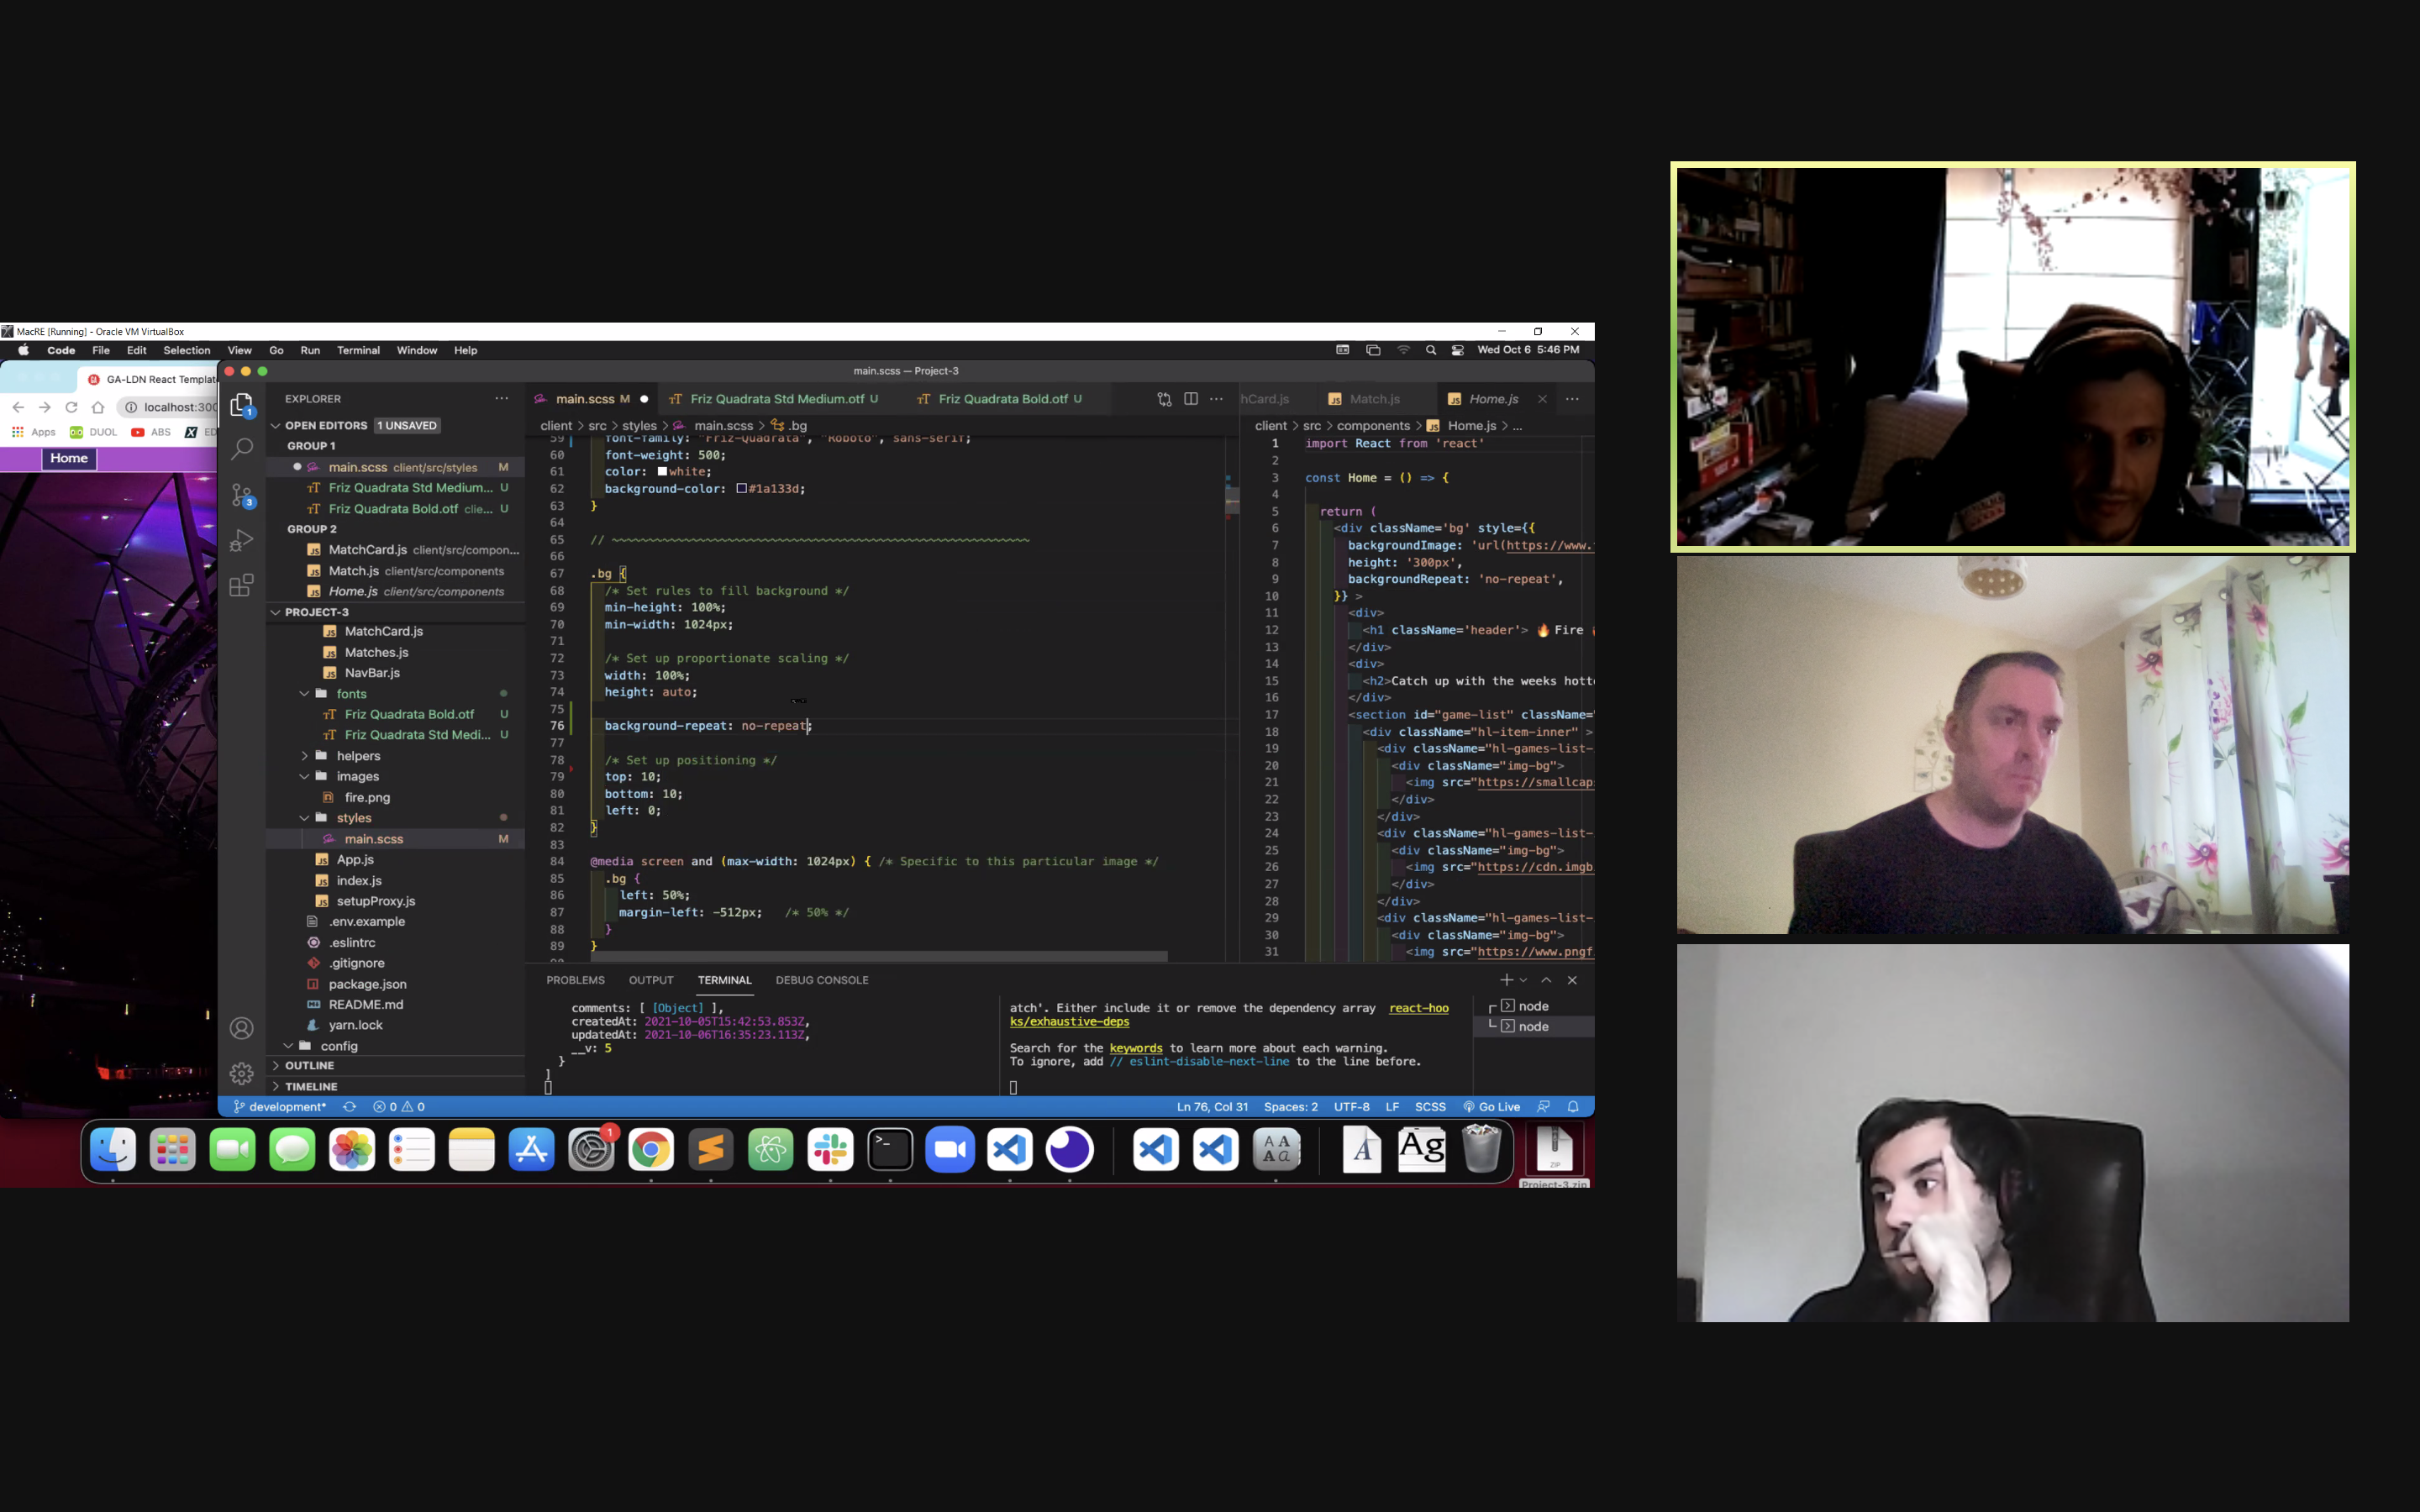 MacRE [Running] - Oracle VM VirtualBox
Code File Edit Selection View Go Run Terminal Window Help
Wed Oct 6 5:46 PM
GA-LDN React Templat
localhost:300
Apps DUOL ABS ED
Home
main.scss — Project-3
EXPLORER
OPEN EDITORS 1 UNSAVED
GROUP 1
main.scss client/src/styles M
Friz Quadrata Std Medium... U
Friz Quadrata Bold.otf clie... U
GROUP 2
MatchCard.js client/src/compon...
Match.js client/src/components
Home.js client/src/components
PROJECT-3
MatchCard.js
Matches.js
NavBar.js
fonts
Friz Quadrata Bold.otf U
Friz Quadrata Std Medi... U
helpers
images
fire.png
styles
main.scss M
App.js
index.js
setupProxy.js
.env.example
.eslintrc
.gitignore
package.json
README.md
yarn.lock
config
OUTLINE
TIMELINE
main.scss M
Friz Quadrata Std Medium.otf U
Friz Quadrata Bold.otf U
client > src > styles > main.scss > .bg
59 font-family: "Friz-Quadrata", "Roboto", sans-serif;
60 font-weight: 500;
61 color: white;
62 background-color: #1a133d;
63 }
64
65 // ~~~~~~~~~~~~~~~~~~~~~~~~~~~~~~~~~~~~~~~~~~~~~~~~~~~~~~~~~~
66
67 .bg {
68 /* Set rules to fill background */
69 min-height: 100%;
70 min-width: 1024px;
71
72 /* Set up proportionate scaling */
73 width: 100%;
74 height: auto;
75
76 background-repeat: no-repeat;
77
78 /* Set up positioning */
79 top: 10;
80 bottom: 10;
81 left: 0;
82 }
83
84 @media screen and (max-width: 1024px) { /* Specific to this particular image */
85 .bg {
86 left: 50%;
87 margin-left: -512px; /* 50% */
88 }
89 }
hCard.js
Match.js
Home.js
client > src > components > Home.js > ...
1 import React from 'react'
2
3 const Home = () => {
4
5 return (
6 <div className='bg' style={{
7 backgroundImage: 'url(https://www.
8 height: '300px',
9 backgroundRepeat: 'no-repeat',
10 }} >
11 <div>
12 <h1 className='header'> 🔥 Fire
13 </div>
14 <div>
15 <h2>Catch up with the weeks hott
16 </div>
17 <section id="game-list" className="
18 <div className="hl-item-inner" >
19 <div className="hl-games-list-
20 <div className="img-bg">
21 <img src="https://smallcap
22 </div>
23 </div>
24 <div className="hl-games-list-
25 <div className="img-bg">
26 <img src="https://cdn.imgb
27 </div>
28 </div>
29 <div className="hl-games-list-
30 <div className="img-bg">
31 <img src="https://www.pngf
PROBLEMS OUTPUT TERMINAL DEBUG CONSOLE
comments: [ [Object] ],
createdAt: 2021-10-05T15:42:53.853Z,
updatedAt: 2021-10-06T16:35:23.113Z,
__v: 5
}
]
atch'. Either include it or remove the dependency array react-hoo
ks/exhaustive-deps
Search for the keywords to learn more about each warning.
To ignore, add // eslint-disable-next-line to the line before.
node
node
development* 0 0
Ln 76, Col 31 Spaces: 2 UTF-8 LF SCSS Go Live
Project-3.zip